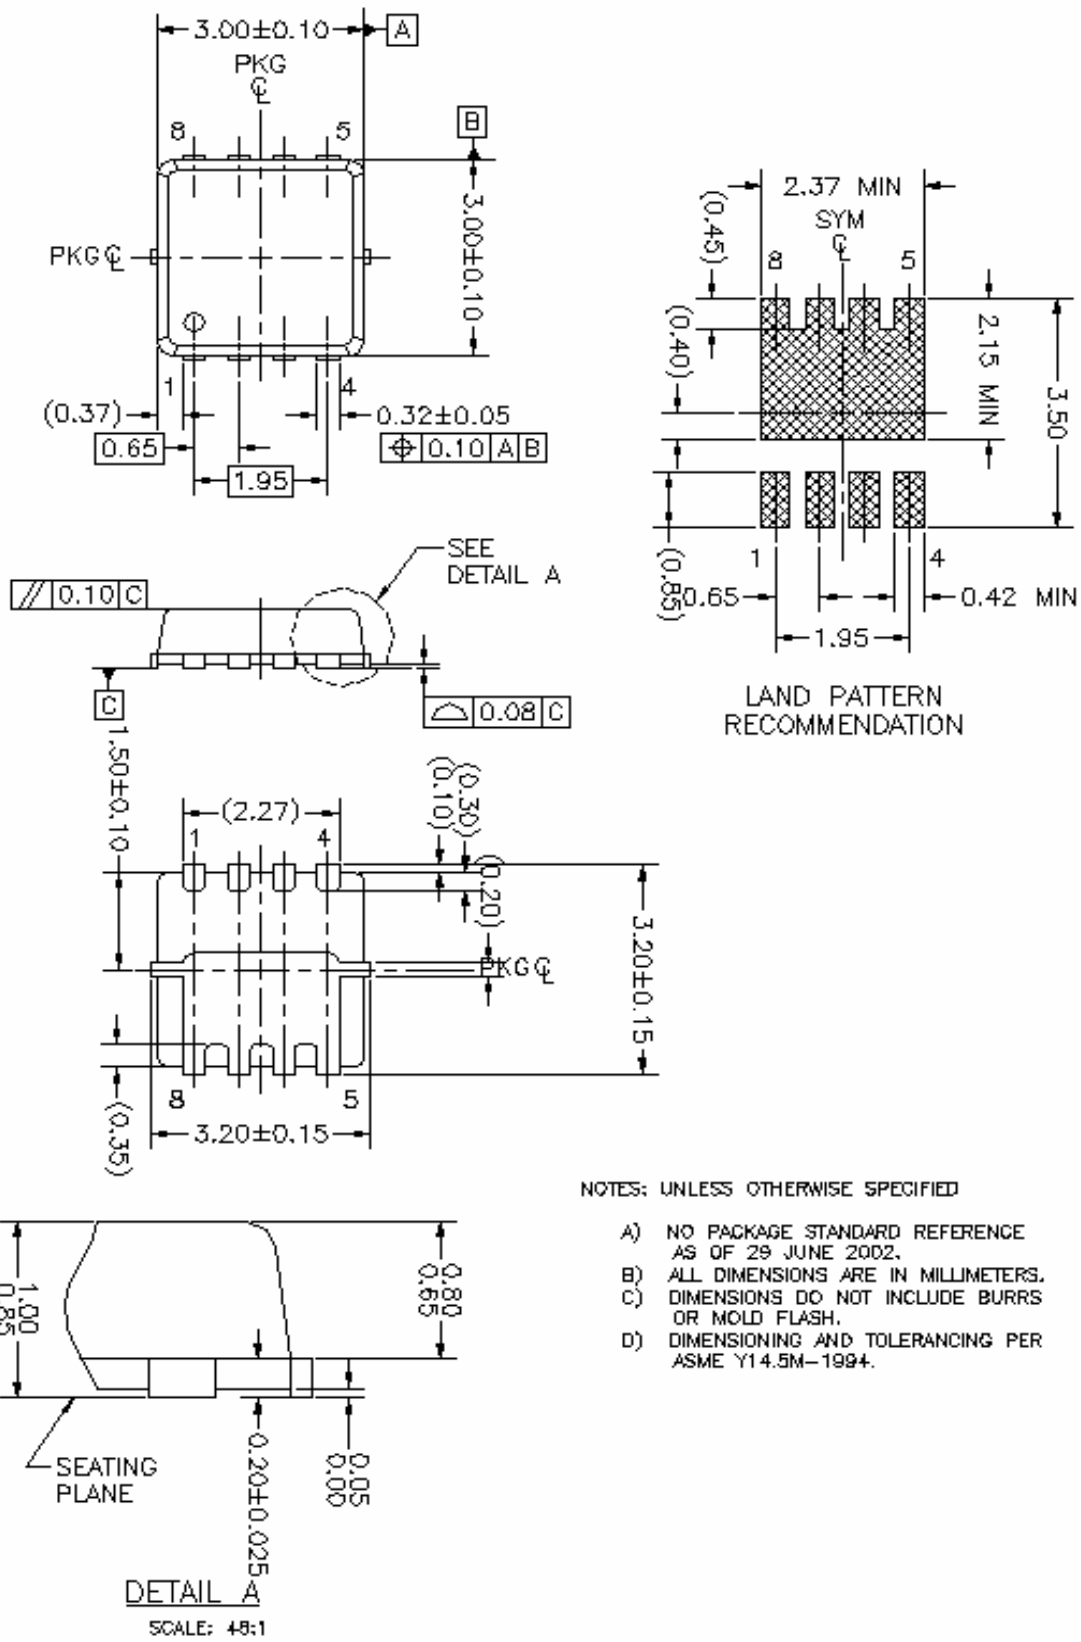 3.00±0.10
A
PKG
℄
B
8
5
3.00±0.10
PKG ℄
1
4
(0.37)
0.32±0.05
0.65
⌖ 0.10 A B
1.95
2.37 MIN
SYM
℄
(0.45)
8
5
(0.40)
2.15 MIN
3.50
1
4
(0.85)
0.65
0.42 MIN
1.95
LAND PATTERN
RECOMMENDATION
SEE
DETAIL A
// 0.10 C
C
⌓ 0.08 C
1.50±0.10
(2.27)
1
4
(0.10)
(0.30)
(0.20)
PKG ℄
3.20±0.15
8
5
(0.35)
3.20±0.15
1.00
0.85
0.80
0.65
SEATING
PLANE
0.20±0.025
0.05
0.00
DETAIL A
SCALE: 48:1
NOTES: UNLESS OTHERWISE SPECIFIED
A) NO PACKAGE STANDARD REFERENCE
AS OF 29 JUNE 2002.
B) ALL DIMENSIONS ARE IN MILLIMETERS.
C) DIMENSIONS DO NOT INCLUDE BURRS
OR MOLD FLASH.
D) DIMENSIONING AND TOLERANCING PER
ASME Y14.5M-1994.